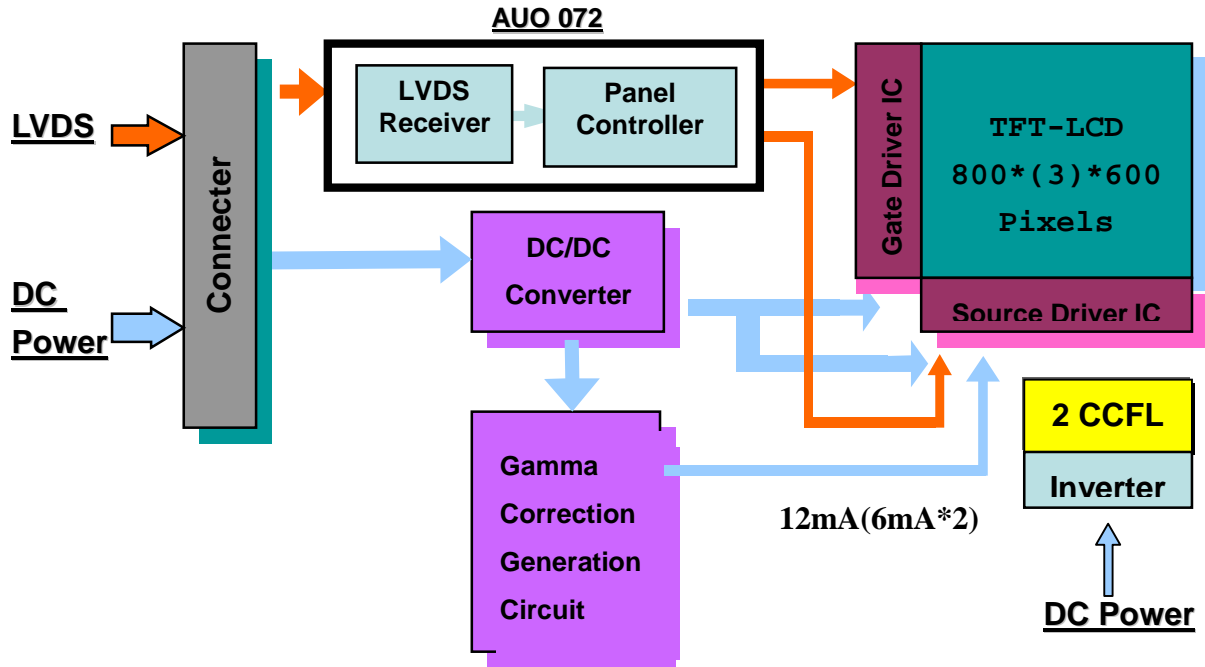 AUO 072
LVDS
Receiver
Panel
Controller
LVDS
DC
Power
Connecter
DC/DC
Converter
Gamma
Correction
Generation
Circuit
Gate Driver IC
TFT-LCD
800*(3)*600
Pixels
Source Driver IC
2 CCFL
Inverter
12mA(6mA*2)
DC Power